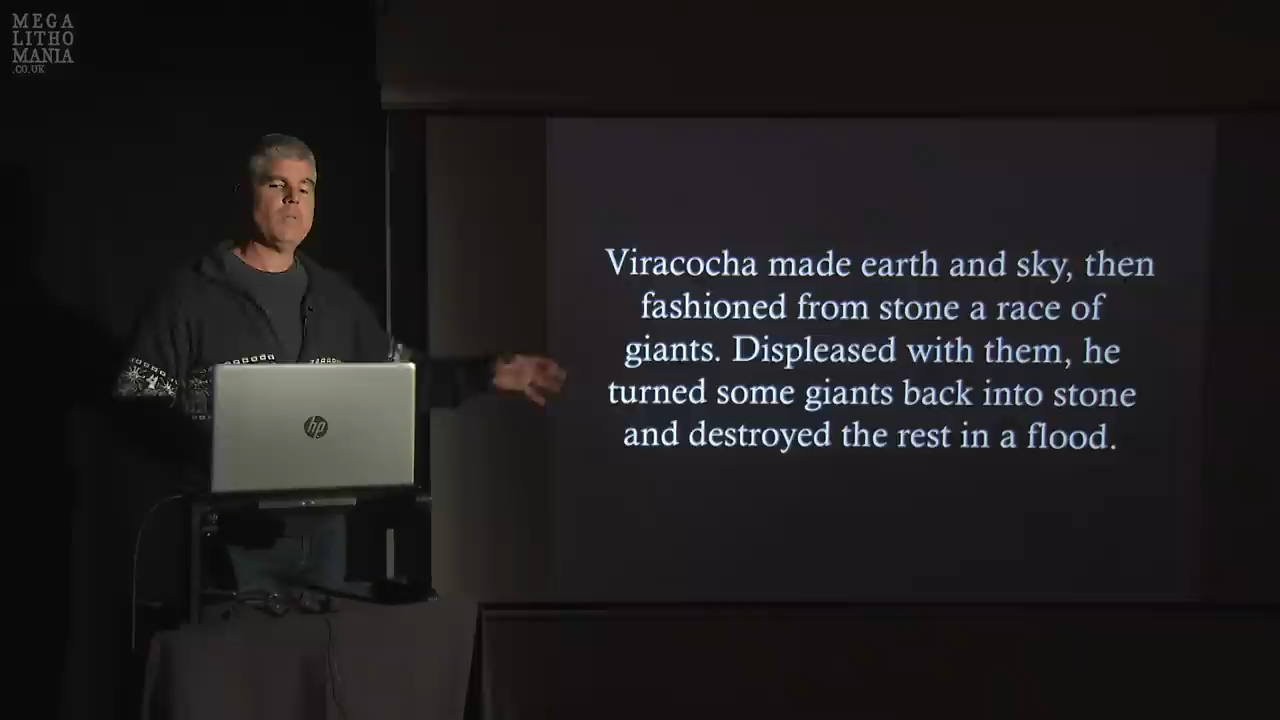 MEGA
LITHO
MANIA
.CO.UK
Viracocha made earth and sky, then
fashioned from stone a race of
giants. Displeased with them, he
turned some giants back into stone
and destroyed the rest in a flood.
hp